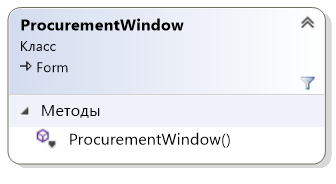 ProcurementWindow
Класс
Form
Методы
ProcurementWindow()